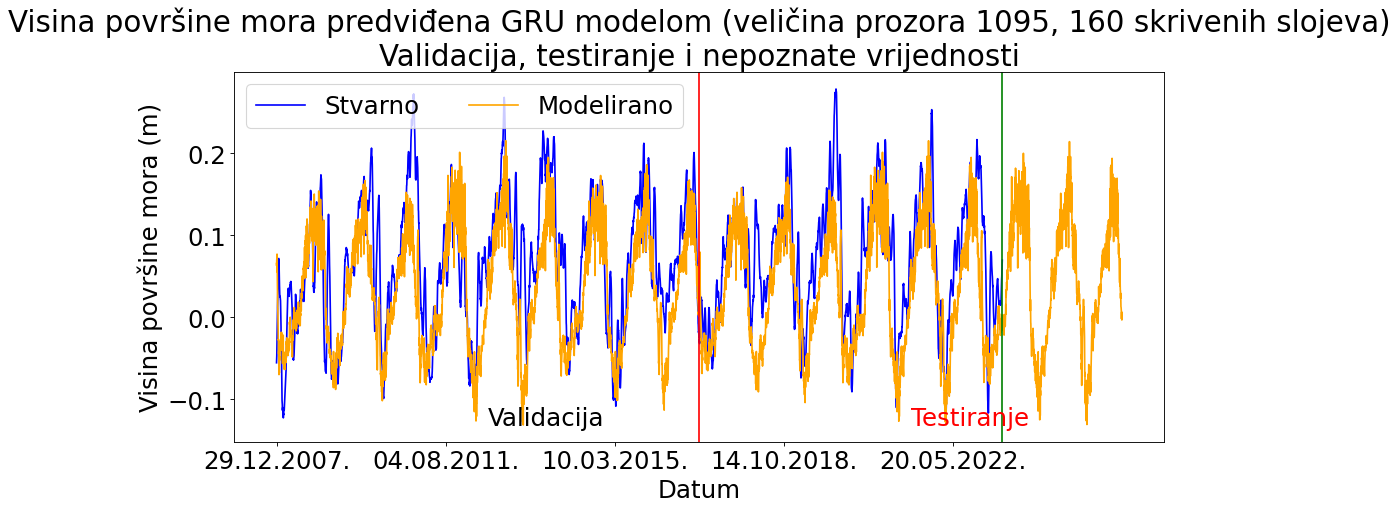 Visina površine mora predviđena GRU modelom (veličina prozora 1095, 160 skrivenih slojeva)
Validacija, testiranje i nepoznate vrijednosti
Stvarno
Modelirano
Visina površine mora (m)
0.2
0.1
0.0
−0.1
Validacija
Testiranje
29.12.2007.
04.08.2011.
10.03.2015.
14.10.2018.
20.05.2022.
Datum